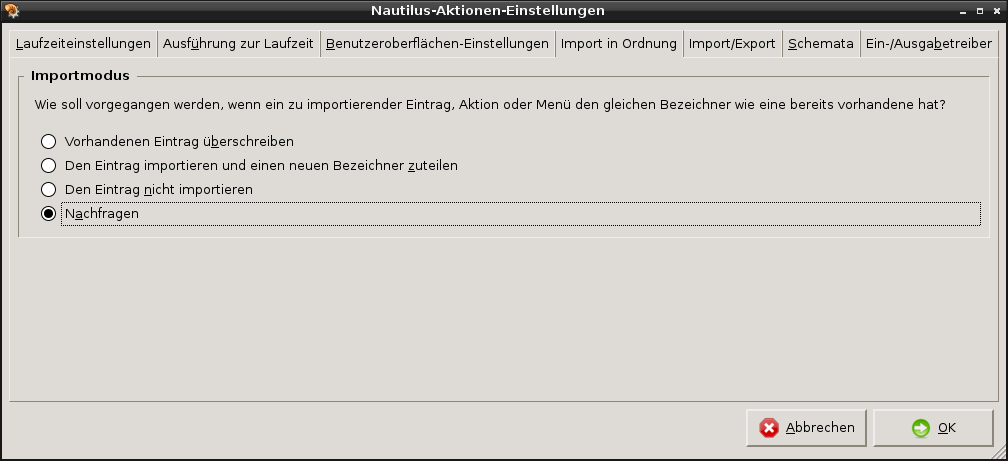 Nautilus-Aktionen-Einstellungen
Laufzeiteinstellungen Ausführung zur Laufzeit Benutzeroberflächen-Einstellungen Import in Ordnung Import/Export Schemata Ein-/Ausgabetreiber
Importmodus
Wie soll vorgegangen werden, wenn ein zu importierender Eintrag, Aktion oder Menü den gleichen Bezeichner wie eine bereits vorhandene hat?
Vorhandenen Eintrag überschreiben
Den Eintrag importieren und einen neuen Bezeichner zuteilen
Den Eintrag nicht importieren
Nachfragen
Abbrechen OK